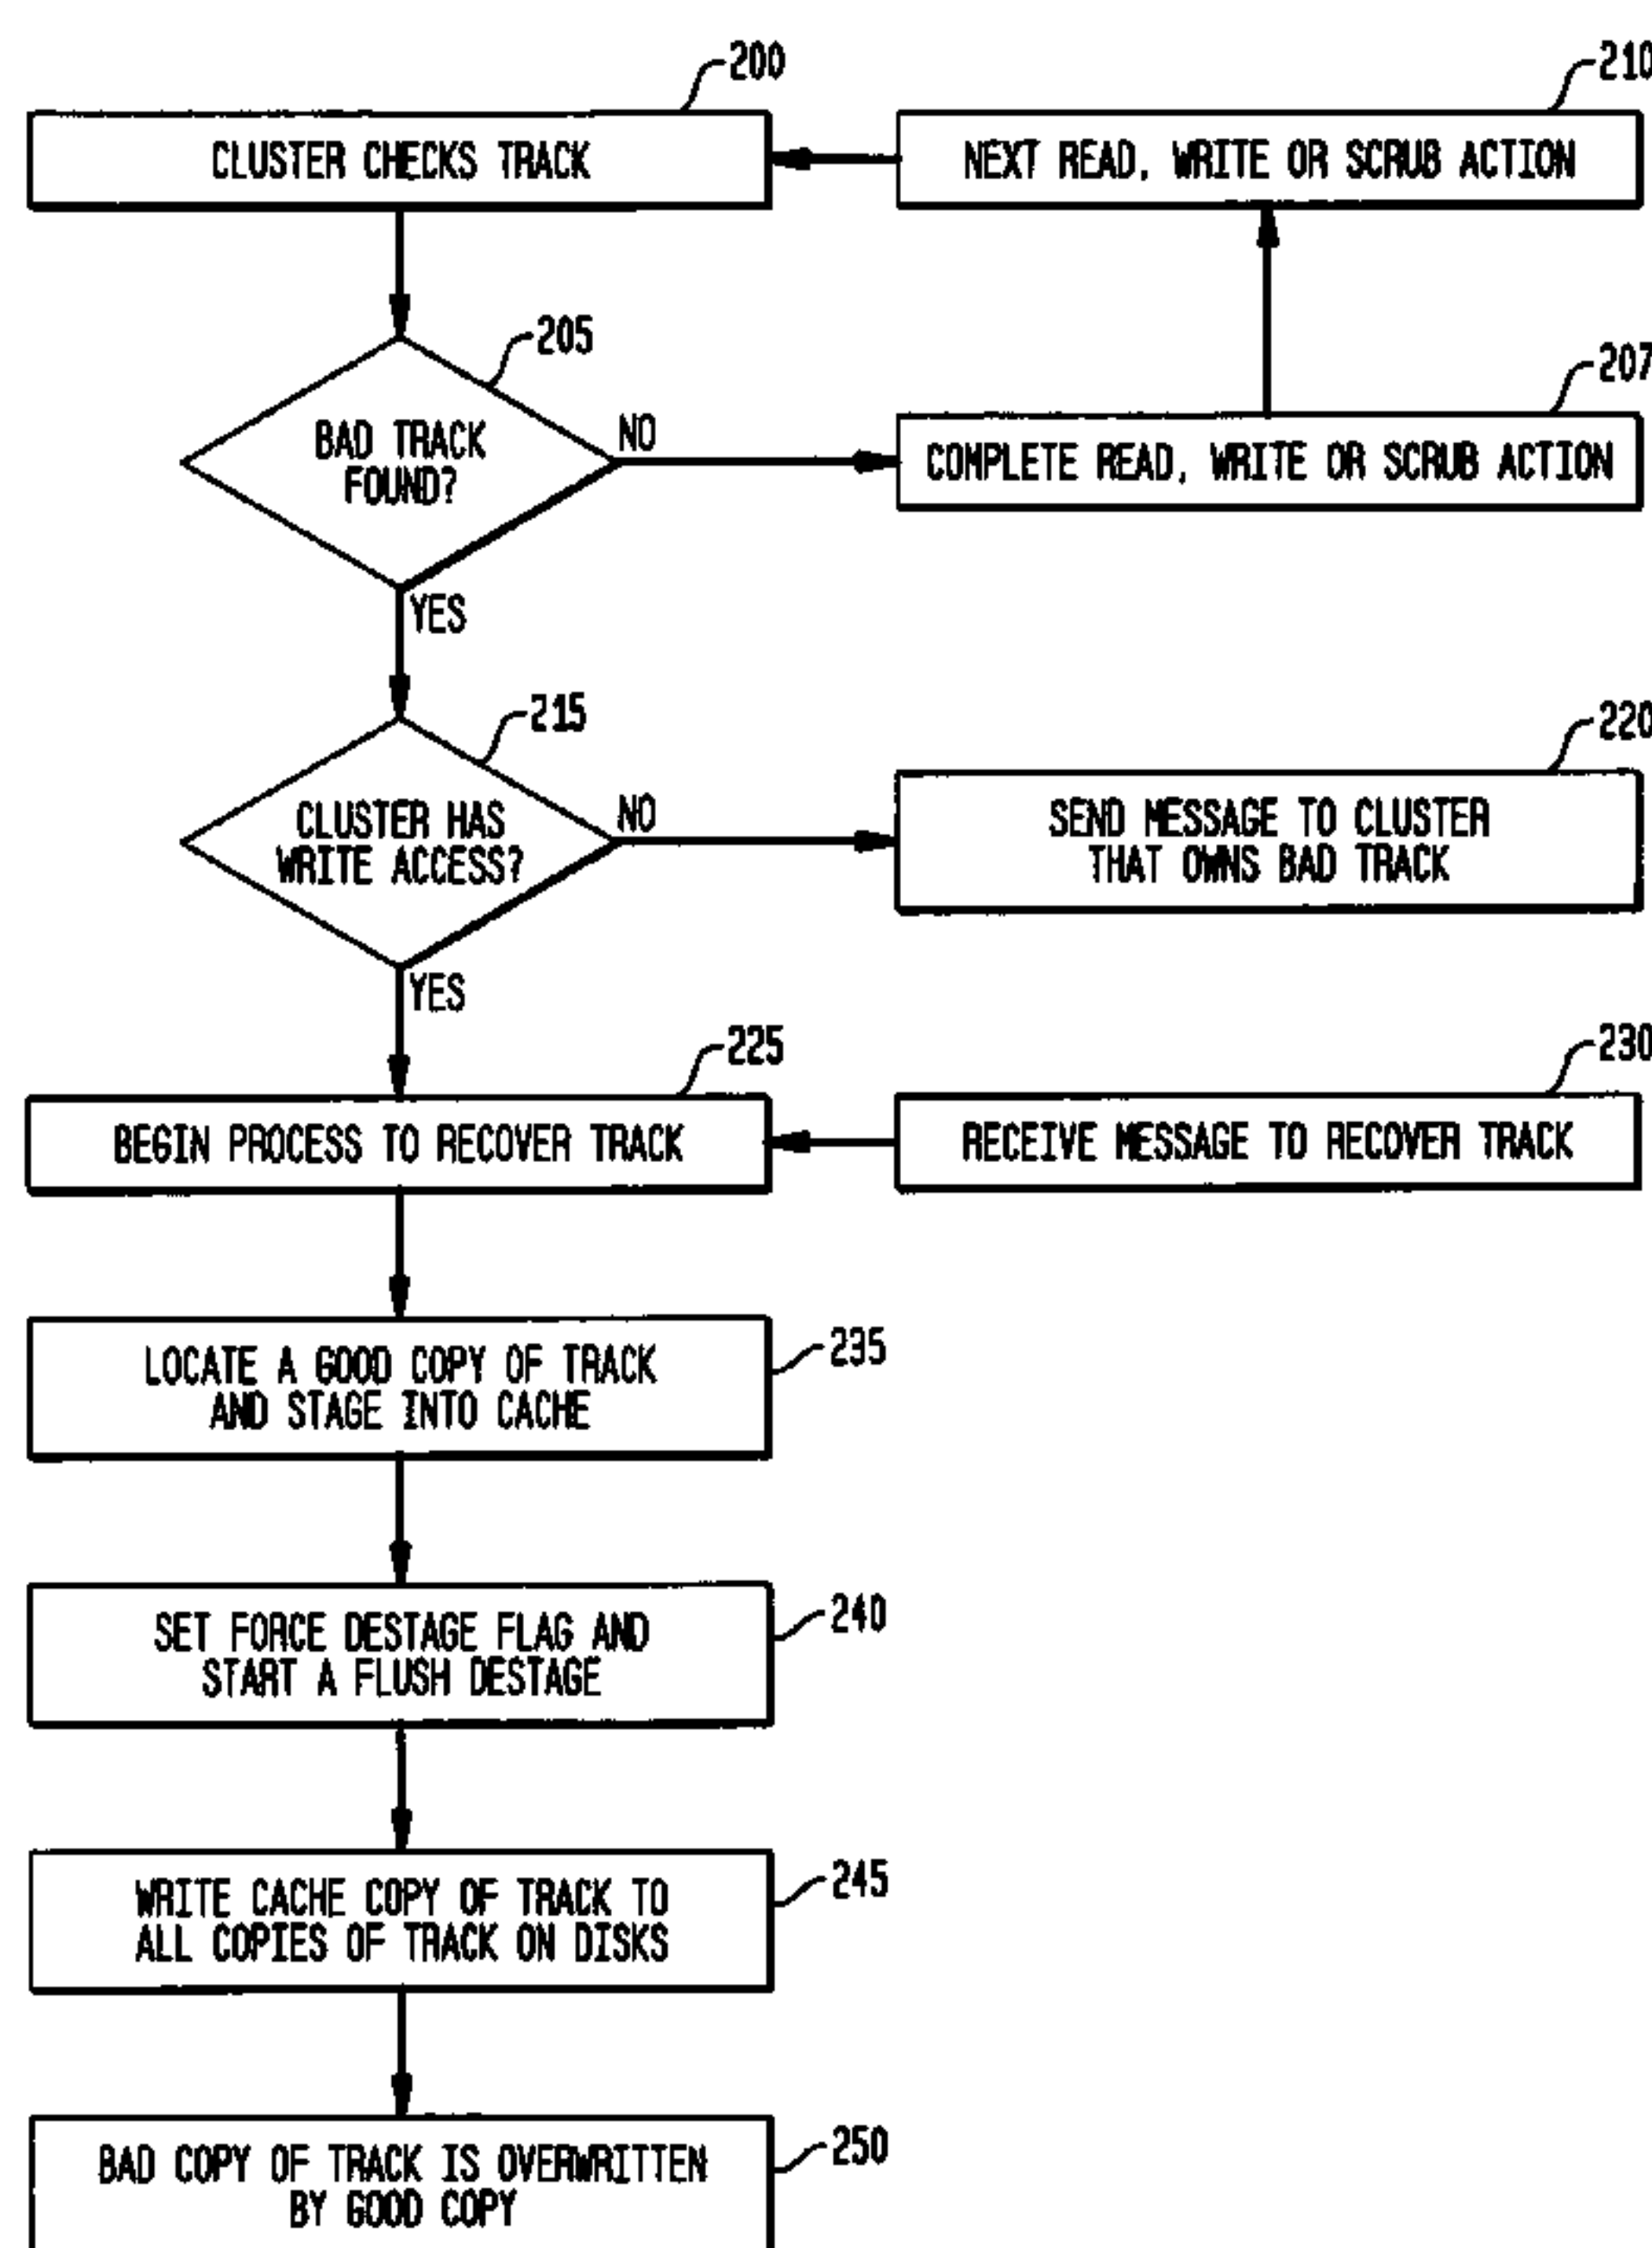 200
210
CLUSTER CHECKS TRACK
NEXT READ, WRITE OR SCRUB ACTION
205
207
BAD TRACK
FOUND?
NO
COMPLETE READ, WRITE OR SCRUB ACTION
YES
215
220
CLUSTER HAS
WRITE ACCESS?
NO
SEND MESSAGE TO CLUSTER
THAT OWNS BAD TRACK
YES
225
230
BEGIN PROCESS TO RECOVER TRACK
RECEIVE MESSAGE TO RECOVER TRACK
235
LOCATE A GOOD COPY OF TRACK
AND STAGE INTO CACHE
240
SET FORCE DESTAGE FLAG AND
START A FLUSH DESTAGE
245
WRITE CACHE COPY OF TRACK TO
ALL COPIES OF TRACK ON DISKS
250
BAD COPY OF TRACK IS OVERWRITTEN
BY GOOD COPY